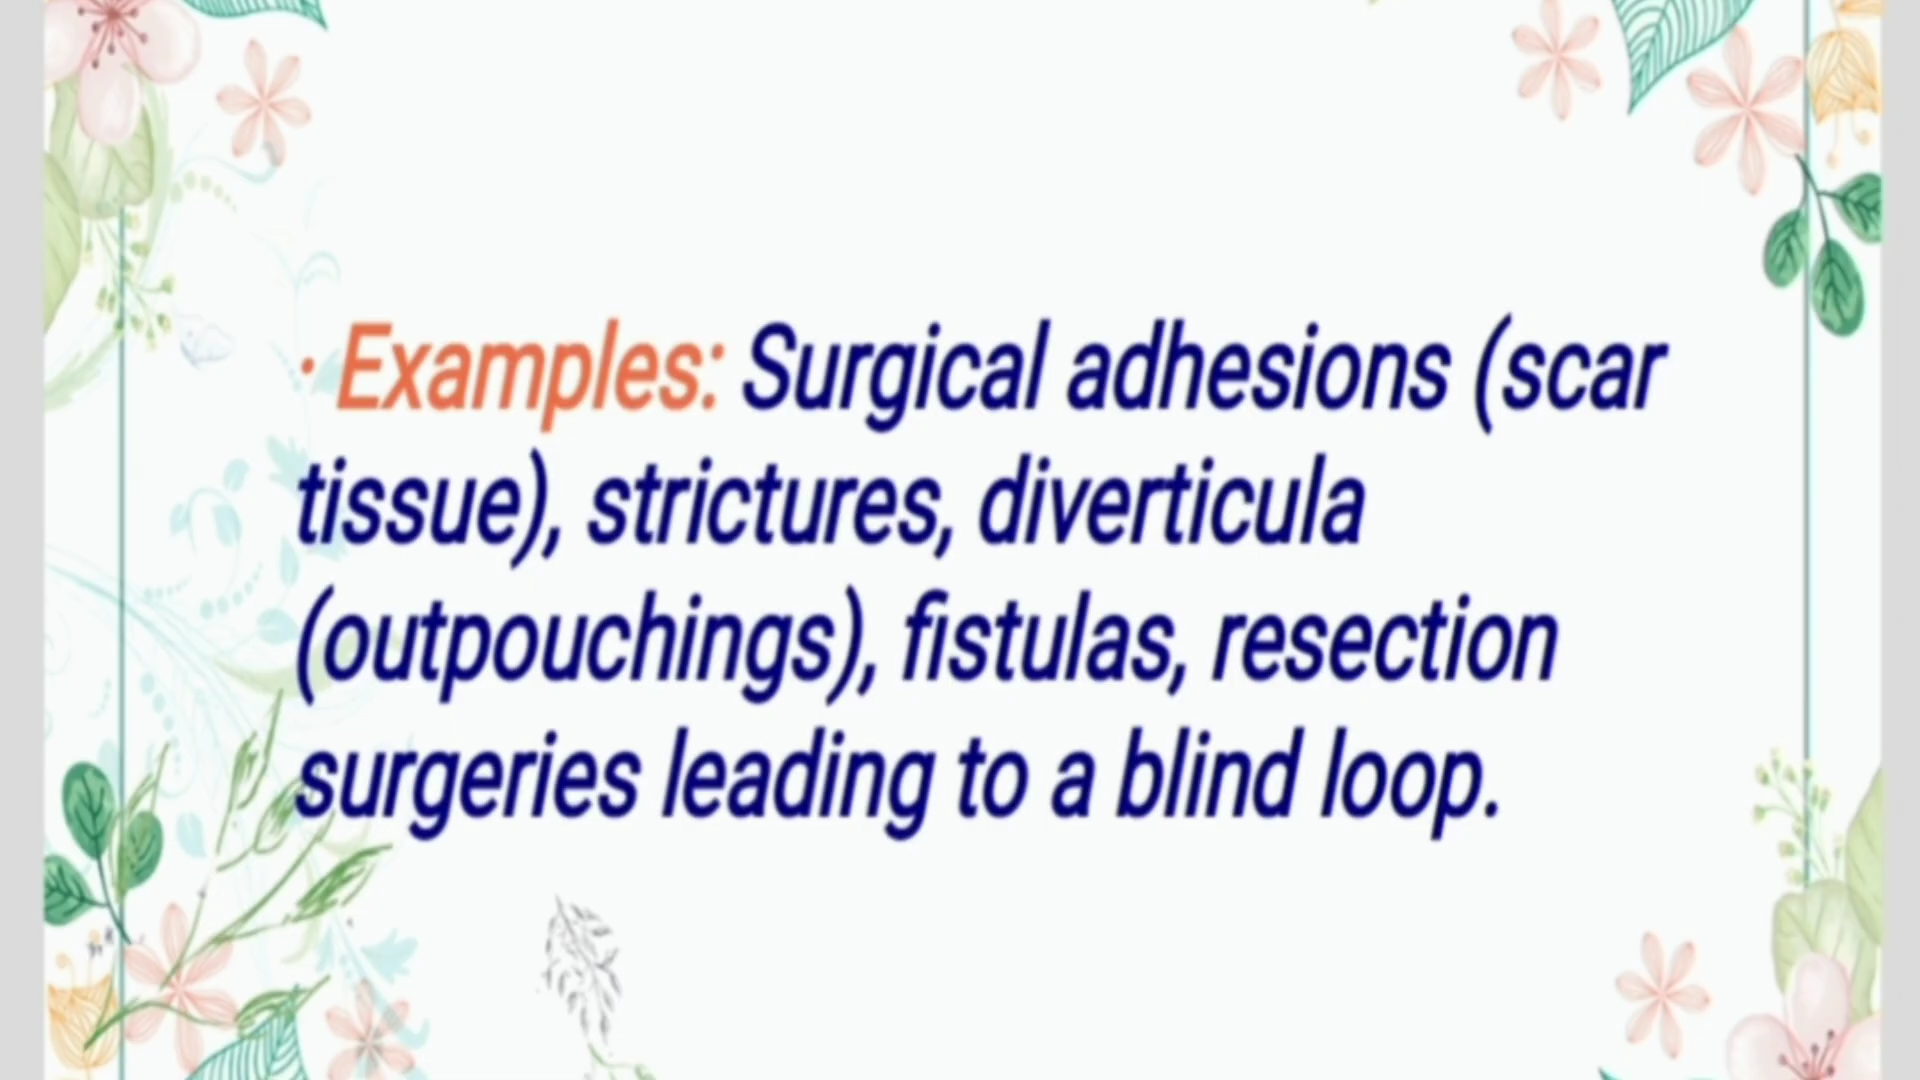 · Examples: Surgical adhesions (scar
tissue), strictures, diverticula
(outpouchings), fistulas, resection
surgeries leading to a blind loop.